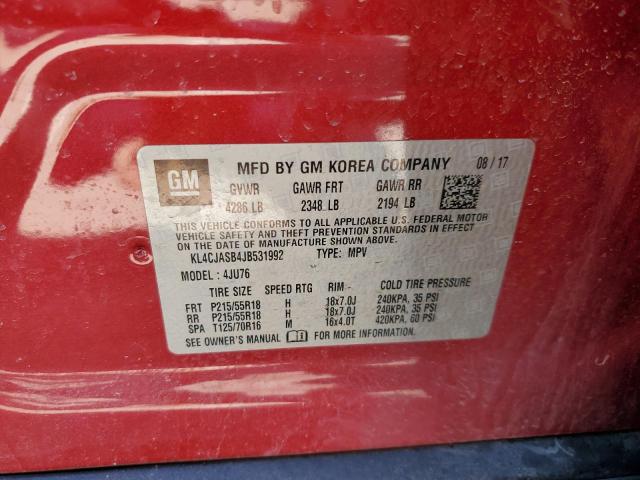 GM
MFD BY GM KOREA COMPANY 08/17
GVWR GAWR FRT GAWR RR
4286 LB 2348 LB 2194 LB
THIS VEHICLE CONFORMS TO ALL APPLICABLE U.S. FEDERAL MOTOR
VEHICLE SAFETY AND THEFT PREVENTION STANDARDS IN EFFECT ON
THE DATE OF MANUFACTURE SHOWN ABOVE.
KL4CJASB4JB531992 TYPE: MPV
MODEL: 4JU76
TIRE SIZE SPEED RTG RIM - COLD TIRE PRESSURE
FRT P215/55R18 H 18x7.0J 240KPA, 35 PSI
RR P215/55R18 H 18x7.0J 240KPA, 35 PSI
SPA T125/70R16 M 16x4.0T 420KPA, 60 PSI
SEE OWNER'S MANUAL FOR MORE INFORMATION.